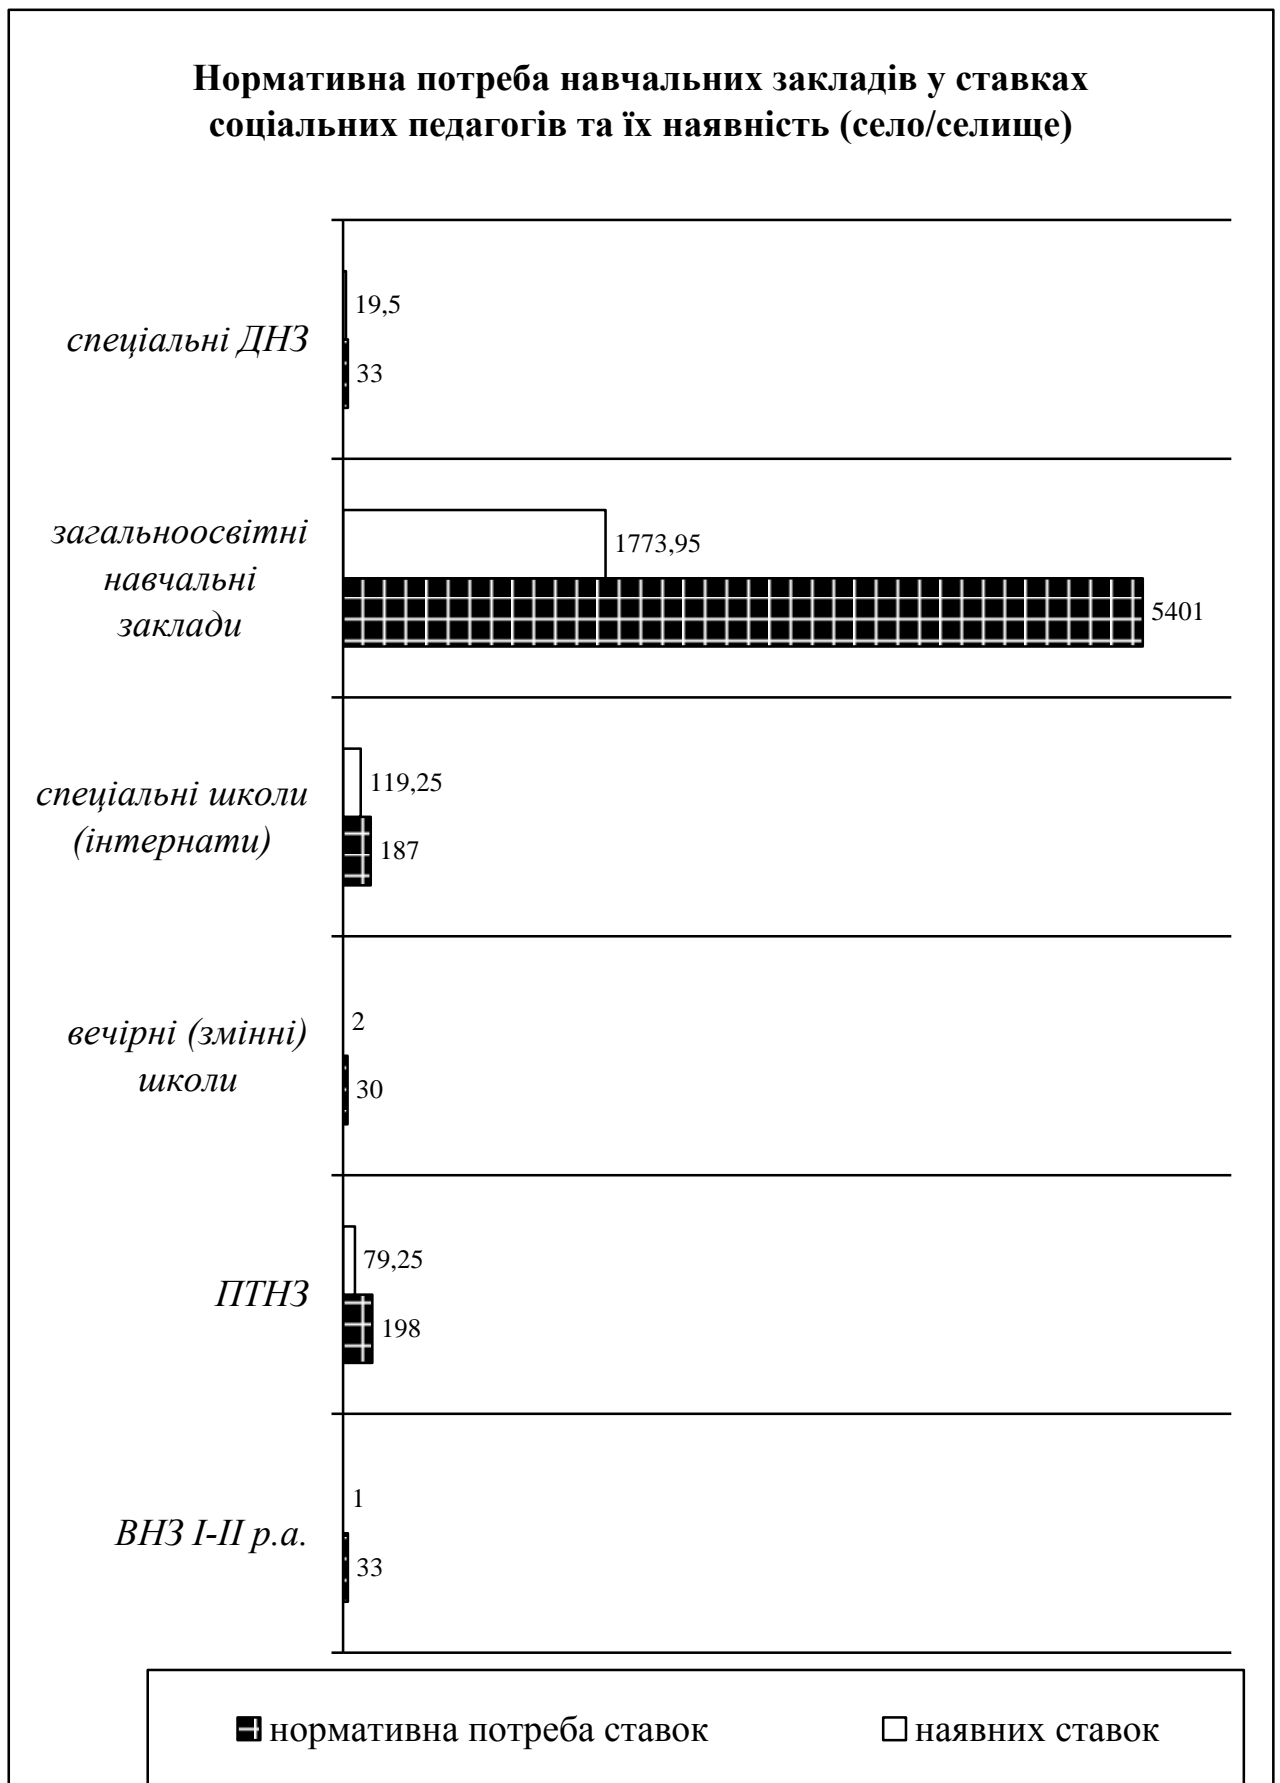 Нормативна потреба навчальних закладів у ставках
соціальних педагогів та їх наявність (село/селище)
19,5
спеціальні ДНЗ
33
загальноосвітні
навчальні
заклади
1773,95
5401
спеціальні школи
(інтернати)
119,25
187
вечірні (змінні)
школи
2
30
ПТНЗ
79,25
198
ВНЗ І-ІІ р.а.
1
33
нормативна потреба ставок
наявних ставок